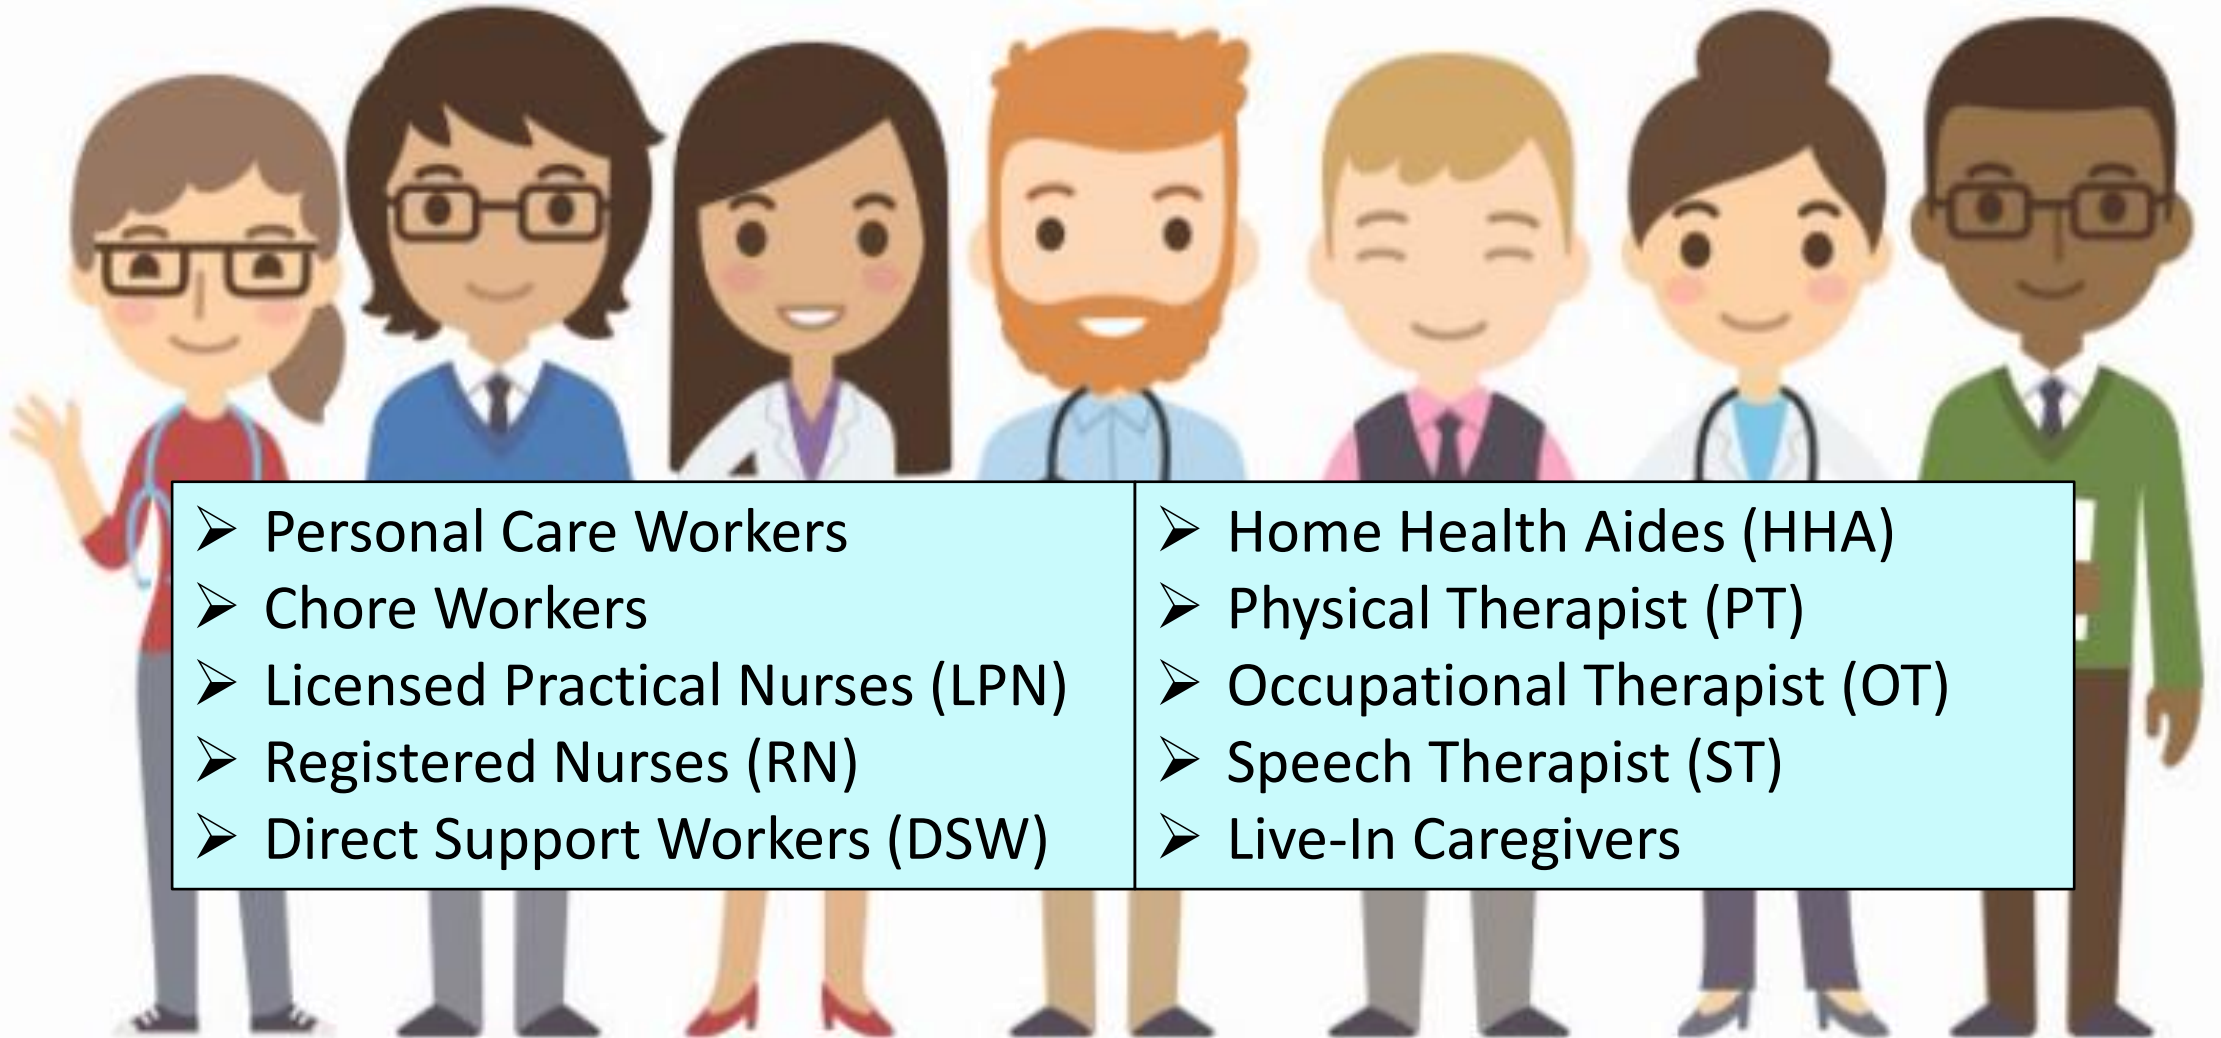 ➢ Personal Care Workers
➢ Chore Workers
➢ Licensed Practical Nurses (LPN)
➢ Registered Nurses (RN)
➢ Direct Support Workers (DSW)
➢ Home Health Aides (HHA)
➢ Physical Therapist (PT)
➢ Occupational Therapist (OT)
➢ Speech Therapist (ST)
➢ Live-In Caregivers